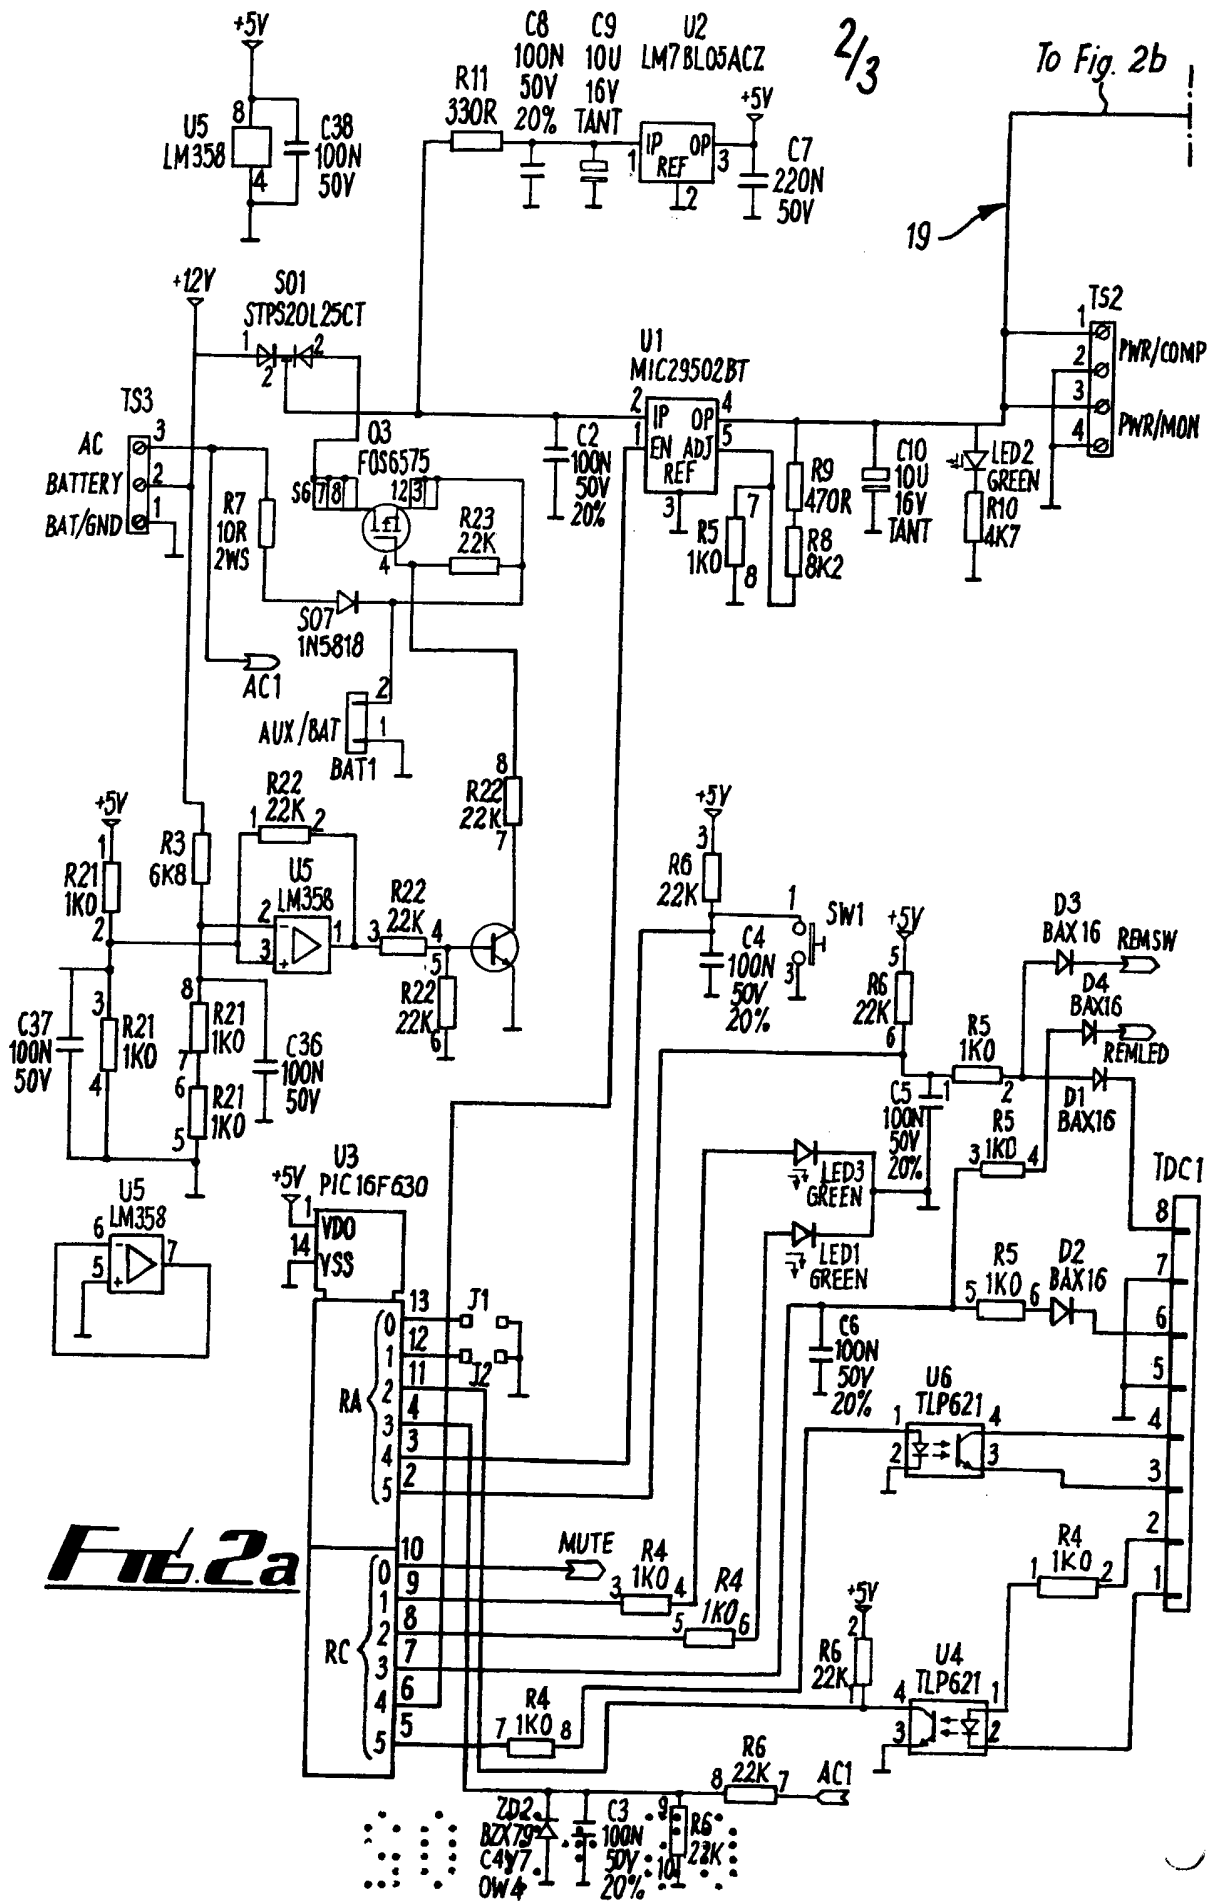 2/3
To Fig. 2b
19
+5V
8
U5
LM358
4
C38
100N
50V
R11
330R
C8
100N
50V
20%
C9
10U
16V
TANT
U2
LM78L05ACZ
IP OP
REF
1
3
2
+5V
C7
220N
50V
+12V
S01
STPS20L25CT
1
2
2
TS3
AC
BATTERY
BAT/GND
3
2
1
R7
10R
2WS
Q3
FDS6575
S6 7 8
1 2 3
4
R23
22K
S07
1N5818
AC1
AUX/BAT
2
1
BAT1
C2
100N
50V
20%
U1
MIC29502BT
IP OP
EN ADJ
REF
2
1
4
5
3
R5
1K0
7
8
R9
470R
R8
8K2
C10
10U
16V
TANT
LED2
GREEN
R10
4K7
TS2
1
2
3
4
PWR/COMP
PWR/MON
+5V
1
R21
1K0
2
3
R21
1K0
4
C37
100N
50V
R3
6K8
R22
22K
1
2
U5
LM358
2
3
1
R22
22K
3
4
5
R22
22K
6
8
R22
22K
7
8
R21
1K0
7
6
R21
1K0
5
C36
100N
50V
U5
LM358
6
5
7
+5V
3
R6
22K
C4
100N
50V
20%
1
SW1
3
+5V
5
R6
22K
6
R5
1K0
1
2
C5
100N
50V
20%
D3
BAX16
REMSW
D4
BAX16
REMLED
D1
BAX16
R5
1K0
3
4
LED3
GREEN
LED1
GREEN
R5
1K0
5
6
D2
BAX16
TDC1
8
7
6
5
4
3
2
1
C6
100N
50V
20%
U6
TLP621
1
2
4
3
U3
PIC16F630
+5V
1
14
VDD
VSS
RA
0
1
2
3
4
5
13
12
11
4
3
2
J1
J2
RC
0
1
2
3
4
5
10
9
8
7
6
5
MUTE
R4
1K0
3
4
R4
1K0
5
6
R4
1K0
7
8
R4
1K0
1
2
+5V
2
R6
22K
1
U4
TLP621
4
3
1
2
R6
22K
8
7
AC1
ZD2
BZX79
C4V7
0W4
C3
100N
50V
20%
9
R6
22K
10
FIG. 2a